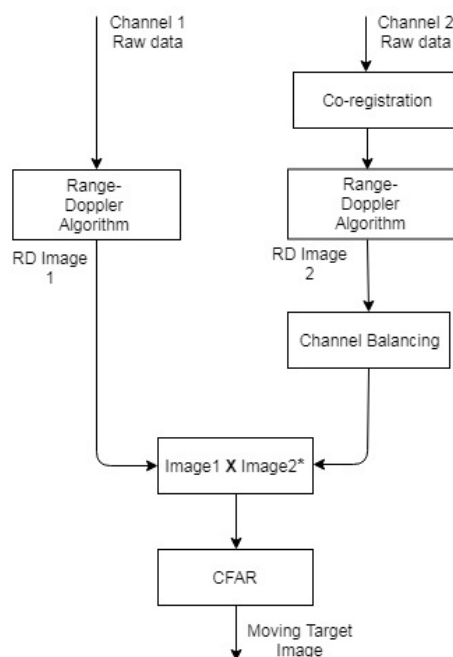 Channel 1
Raw data
Channel 2
Raw data
Co-registration
Range-
Doppler
Algorithm
Range-
Doppler
Algorithm
RD Image
1
RD Image
2
Channel Balancing
Image1 X Image2*
CFAR
Moving Target
Image